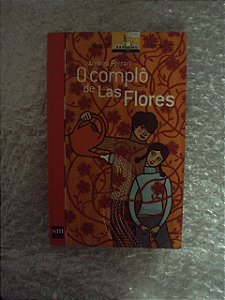 Andrea Ferrari
O complô
de Las
Flores
sm